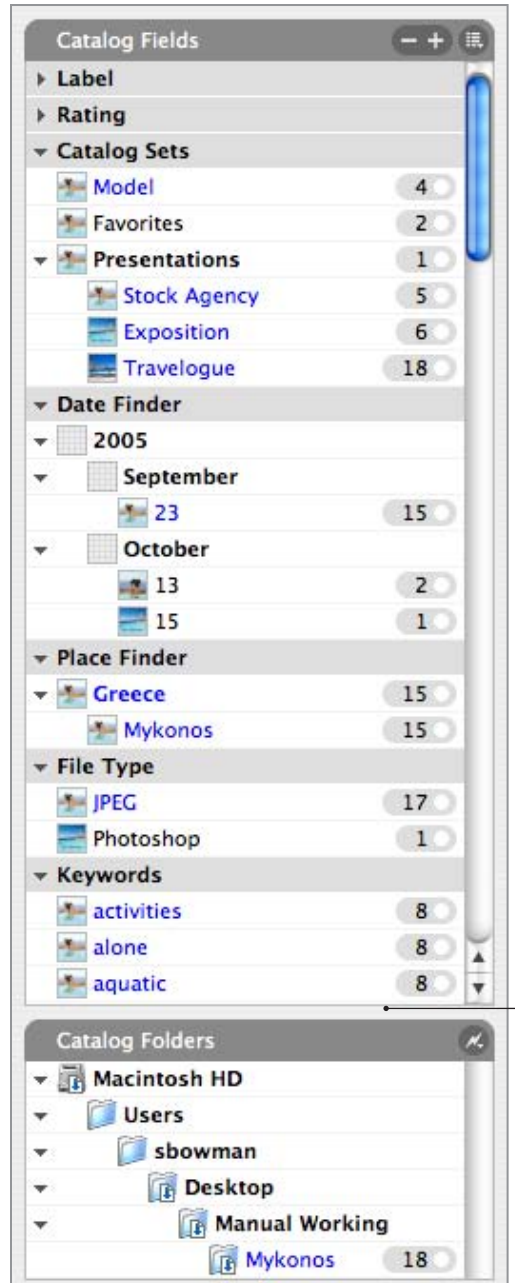 Catalog Fields
Label
Rating
Catalog Sets
Model 4
Favorites 2
Presentations 1
Stock Agency 5
Exposition 6
Travelogue 18
Date Finder
2005
September
23 15
October
13 2
15 1
Place Finder
Greece 15
Mykonos 15
File Type
JPEG 17
Photoshop 1
Keywords
activities 8
alone 8
aquatic 8
Catalog Folders
Macintosh HD
Users
sbowman
Desktop
Manual Working
Mykonos 18